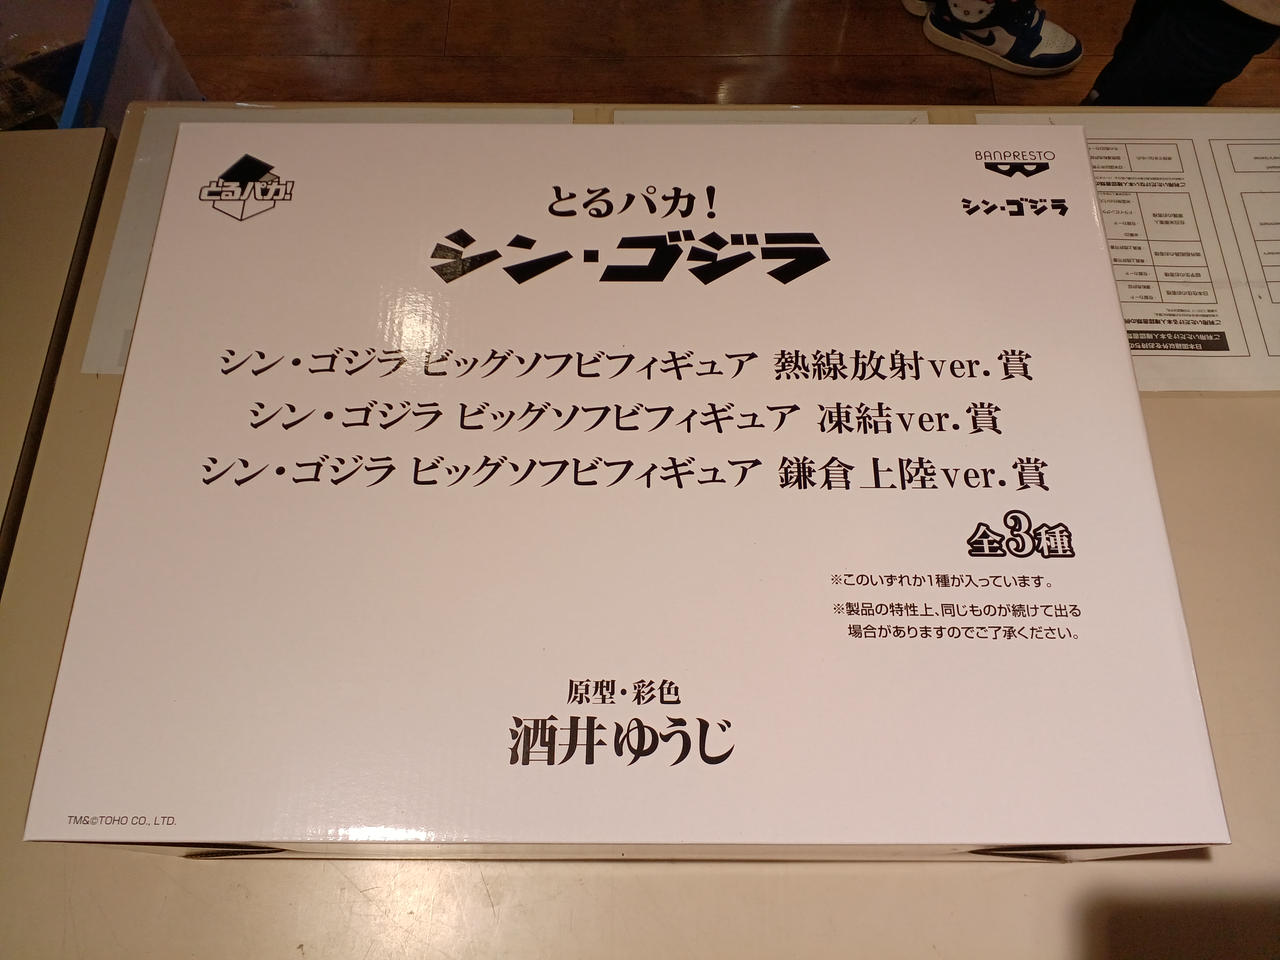 とるパカ!
BANPRESTO
シン・ゴジラ
とるパカ!
シン・ゴジラ
シン・ゴジラ ビッグソフビフィギュア 熱線放射ver.賞
シン・ゴジラ ビッグソフビフィギュア 凍結ver.賞
シン・ゴジラ ビッグソフビフィギュア 鎌倉上陸ver.賞
全3種
※このいずれか1種が入っています。
※製品の特性上、同じものが続けて出る
場合がありますのでご了承ください。
原型・彩色
酒井ゆうじ
TM&©TOHO CO., LTD.